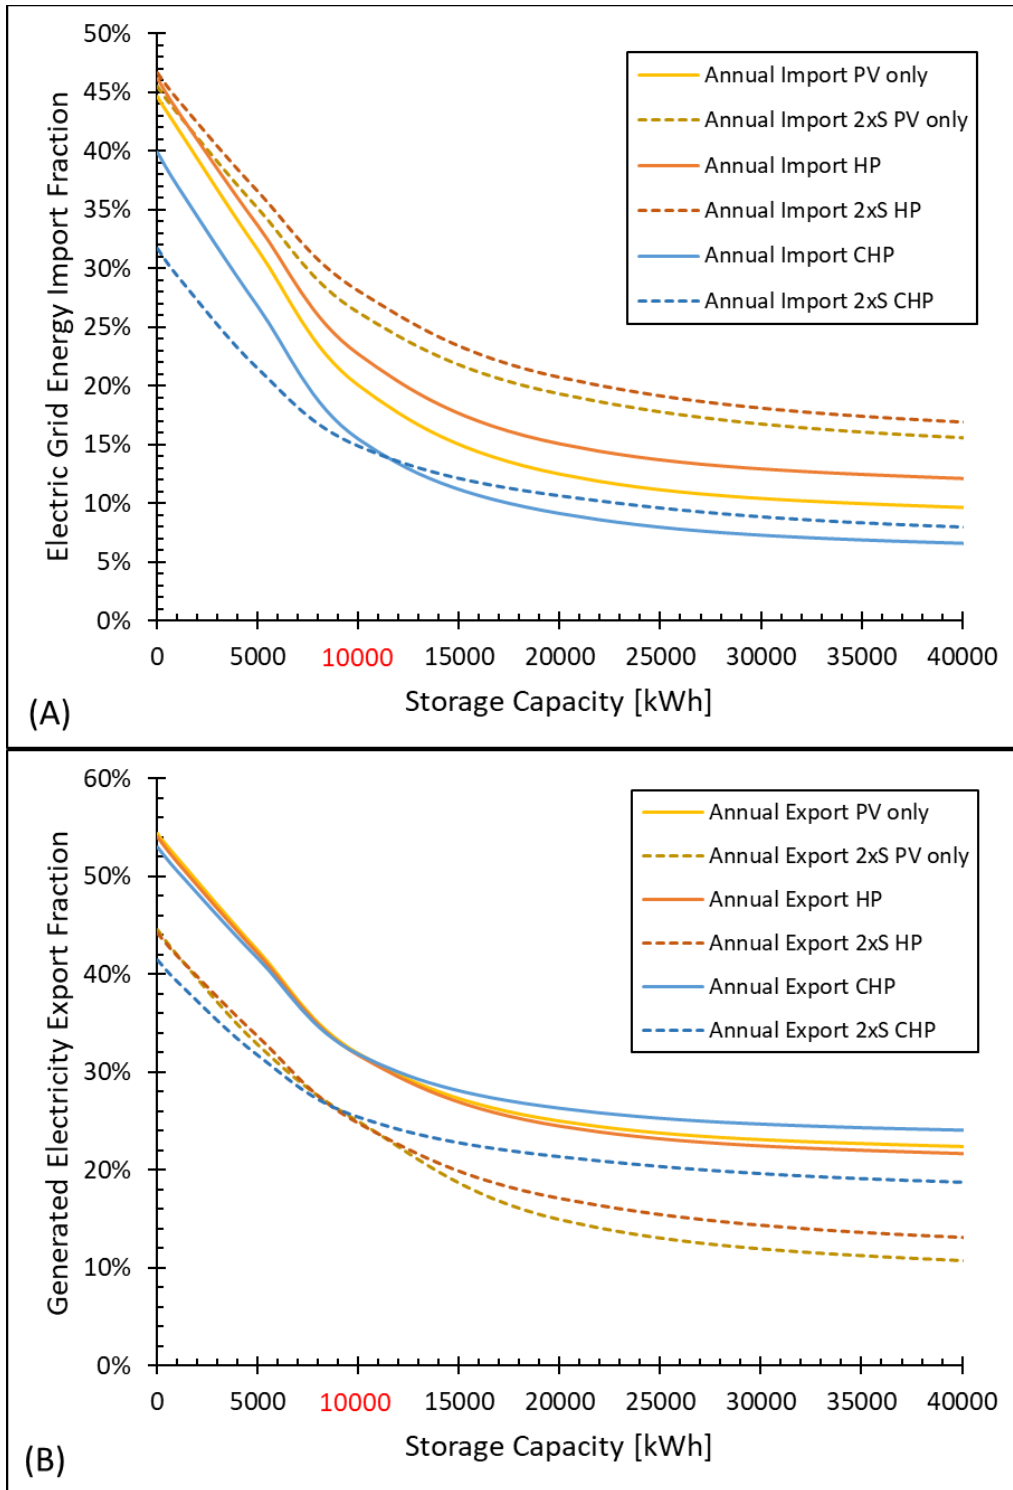 50%
45%
40%
35%
30%
25%
20%
15%
10%
5%
0%
Electric Grid Energy Import Fraction
Annual Import PV only
Annual Import 2xS PV only
Annual Import HP
Annual Import 2xS HP
Annual Import CHP
Annual Import 2xS CHP
0 5000 10000 15000 20000 25000 30000 35000 40000
Storage Capacity [kWh]
(A)
60%
50%
40%
30%
20%
10%
0%
Generated Electricity Export Fraction
Annual Export PV only
Annual Export 2xS PV only
Annual Export HP
Annual Export 2xS HP
Annual Export CHP
Annual Export 2xS CHP
0 5000 10000 15000 20000 25000 30000 35000 40000
Storage Capacity [kWh]
(B)